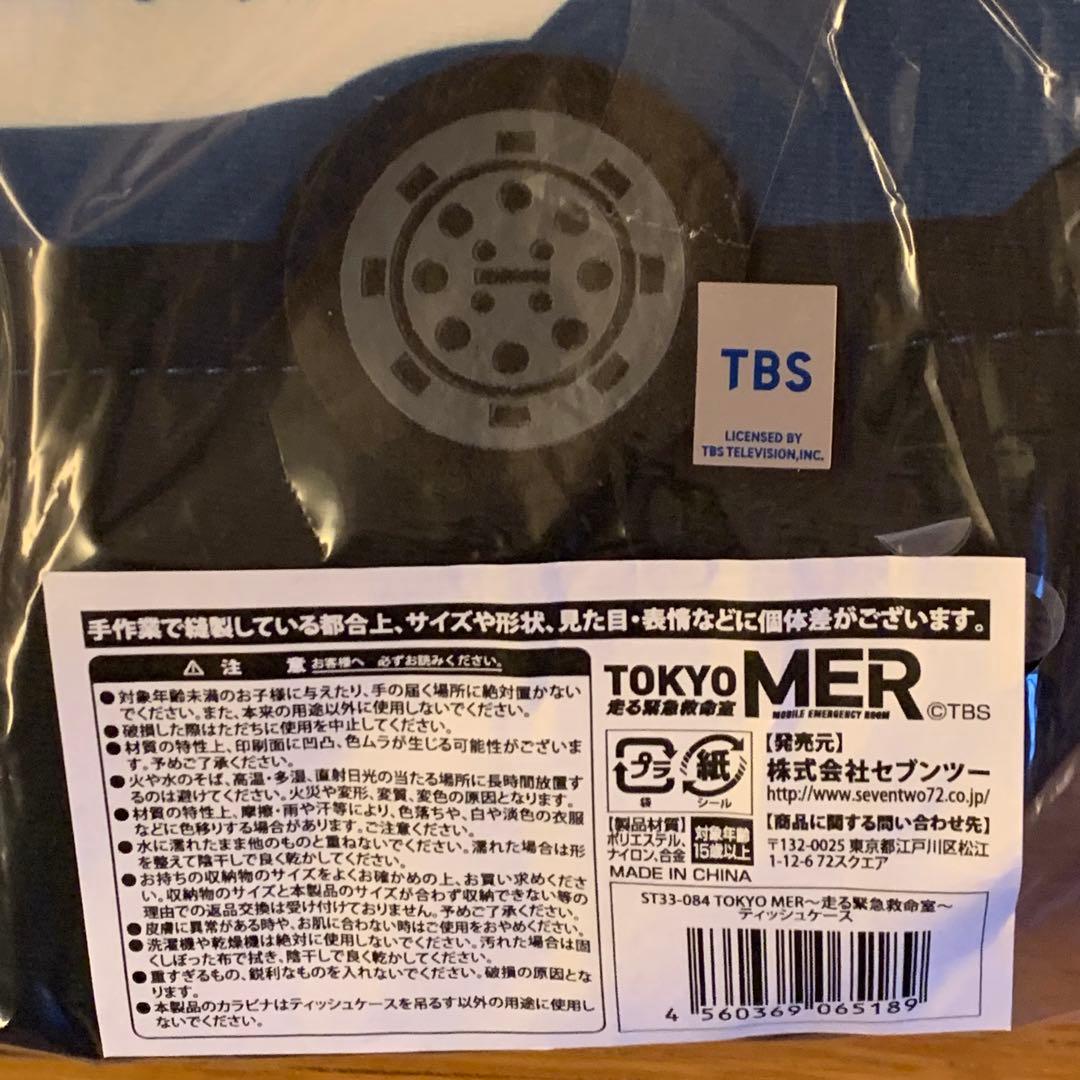 TBS
LICENSED BY
TBS TELEVISION,INC.
手作業で縫製している都合上、サイズや形状、見た目・表情などに個体差がございます。
⚠ 注 意 お客様へ 必ずお読みください。
●対象年齢未満のお子様に与えたり、手の届く場所に絶対置かない
でください。また、本来の用途以外に使用しないでください。
●破損した際はただちに使用を中止してください。
●材質の特性上、印刷面に凹凸、色ムラが生じる可能性がございま
す。予めご了承ください。
●火や水のそば、高温・多湿、直射日光の当たる場所に長時間放置す
るのは避けてください。火災や変形、変質、変色の原因となります。
●材質の特性上、摩擦・雨や汗等により、色落ちや、白や淡色の衣服
などに色移りする場合があります。ご注意ください。
●水に濡れたまま他のものと重ねないでください。濡れた場合は形
を整えて陰干しで良く乾かしてください。
●お持ちの収納物のサイズをよくお確かめの上、お買い求めくださ
い。収納物のサイズと本製品のサイズが合わず収納できない等の
理由での返品交換は受け付けておりません。予めご了承ください。
●皮膚に異常がある時や、お肌に合わない時はご使用をおやめください。
●洗濯機や乾燥機は絶対に使用しないでください。汚れた場合は固
くしぼった布で拭き、陰干しで良く乾かしてください。
●重すぎるもの、鋭利なものを入れないでください。破損の原因とな
ります。
●本製品のカラビナはティッシュケースを吊るす以外の用途に使用し
ないでください。
TOKYO MER
走る緊急救命室 MOBILE EMERGENCY ROOM ©TBS
プラ 紙
袋 シール
【発売元】
株式会社セブンツー
http://www.seventwo72.co.jp/
【製品材質】
ポリエステル、
ナイロン、合金
対象年齢
15歳以上
MADE IN CHINA
【商品に関する問い合わせ先】
〒132-0025 東京都江戸川区松江
1-12-6 72スクエア
ST33-084 TOKYO MER～走る緊急救命室～
ティッシュケース
4 560369 065189